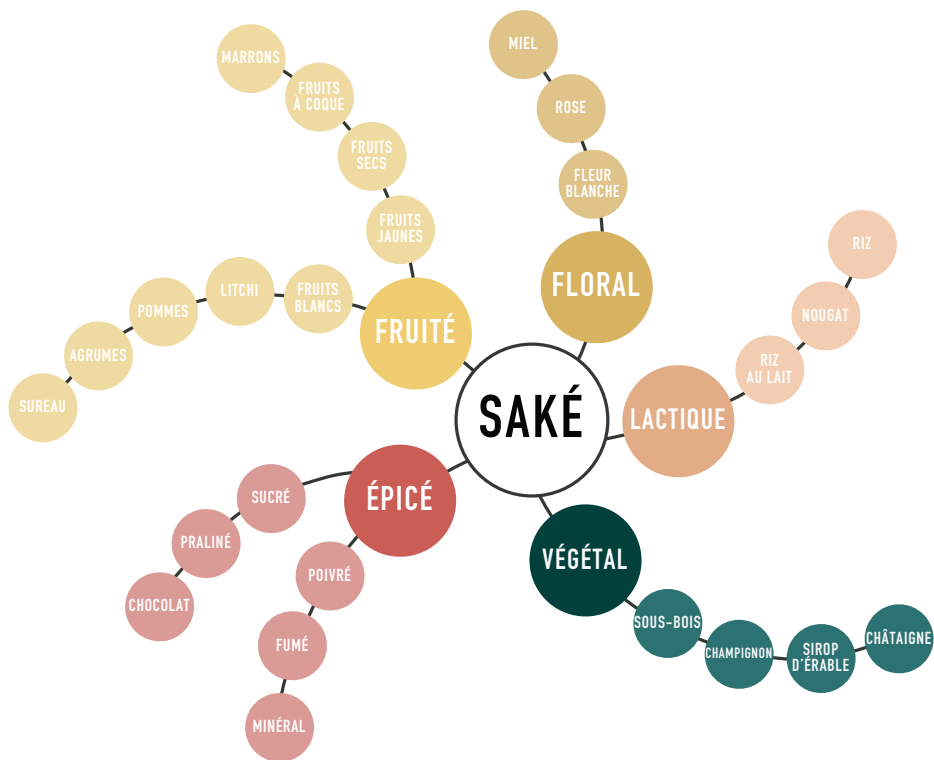 SAKÉ
FRUITÉ
FRUITS
JAUNES
FRUITS
SECS
FRUITS
À COQUE
MARRONS
FRUITS
BLANCS
LITCHI
POMMES
AGRUMES
SUREAU
FLORAL
FLEUR
BLANCHE
ROSE
MIEL
LACTIQUE
RIZ
AU LAIT
NOUGAT
RIZ
VÉGÉTAL
SOUS-BOIS
CHAMPIGNON
SIROP
D'ÉRABLE
CHÂTAIGNE
ÉPICÉ
SUCRÉ
PRALINÉ
CHOCOLAT
POIVRÉ
FUMÉ
MINÉRAL